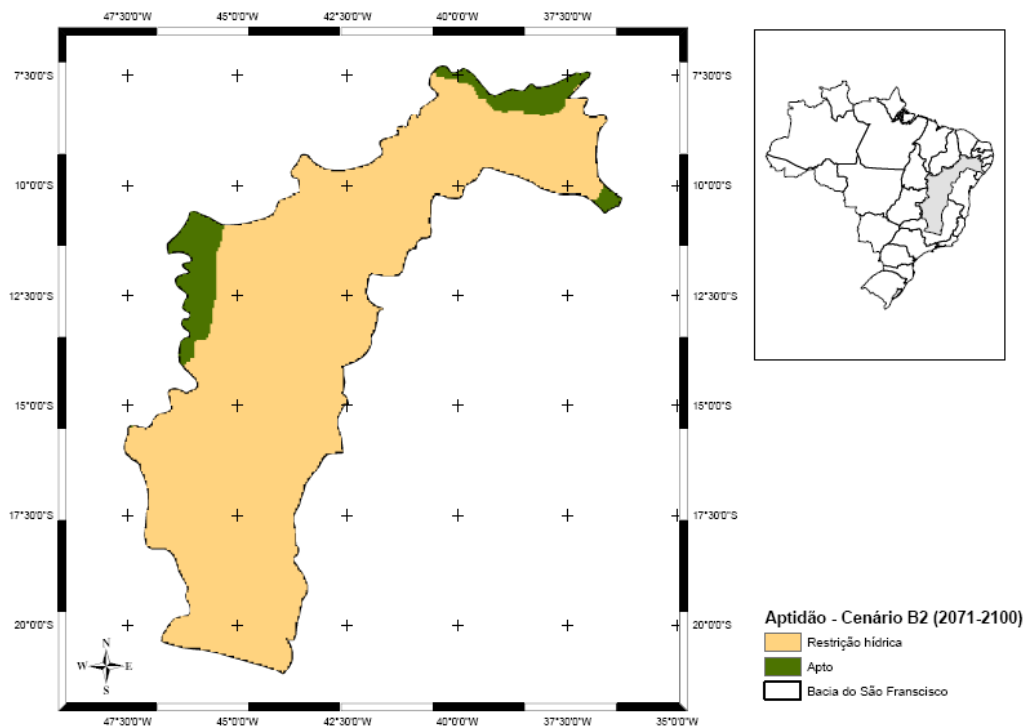 47°30'0"W 45°0'0"W 42°30'0"W 40°0'0"W 37°30'0"W
7°30'0"S 7°30'0"S
10°0'0"S 10°0'0"S
12°30'0"S 12°30'0"S
15°0'0"S 15°0'0"S
17°30'0"S 17°30'0"S
20°0'0"S 20°0'0"S
N
W E
S
47°30'0"W 45°0'0"W 42°30'0"W 40°0'0"W 37°30'0"W 35°0'0"W
Aptidão - Cenário B2 (2071-2100)
Restrição hídrica
Apto
Bacia do São Franscisco